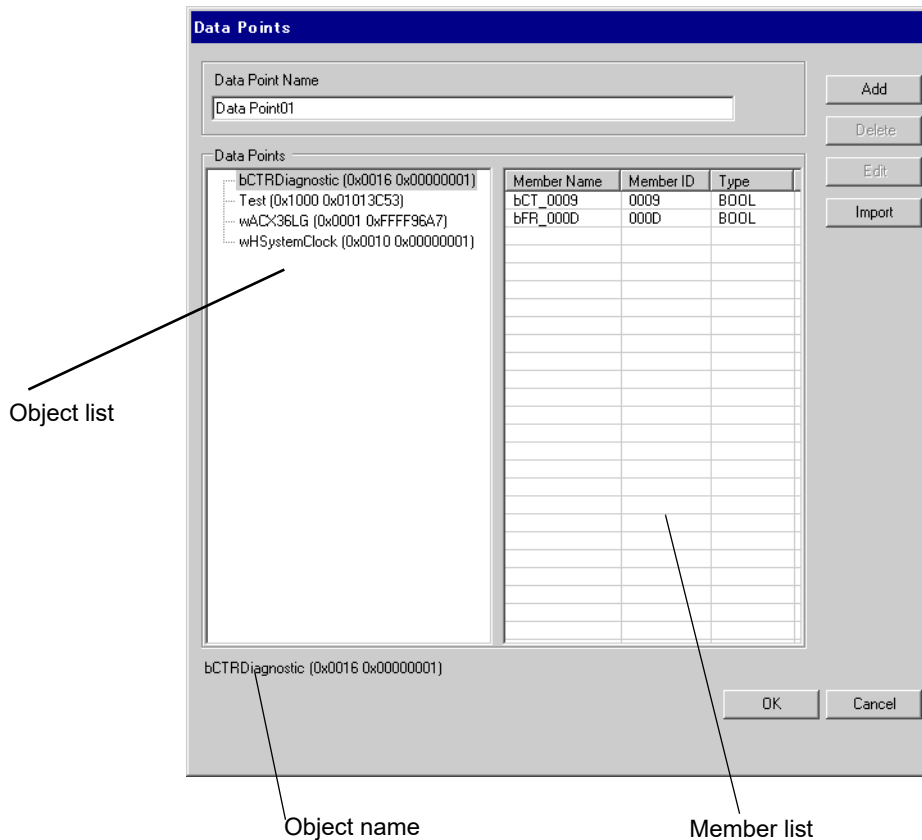 Data Points
Data Point Name
Data Point01
Add
Delete
Edit
Import
Data Points
bCTRDiagnostic (0x0016 0x00000001)
Test (0x1000 0x01013C53)
wACX36LG (0x0001 0xFFFF96A7)
wHSystemClock (0x0010 0x00000001)
Member Name Member ID Type
bCT_0009 0009 BOOL
bFR_000D 000D BOOL
Object list
bCTRDiagnostic (0x0016 0x00000001)
OK Cancel
Object name
Member list